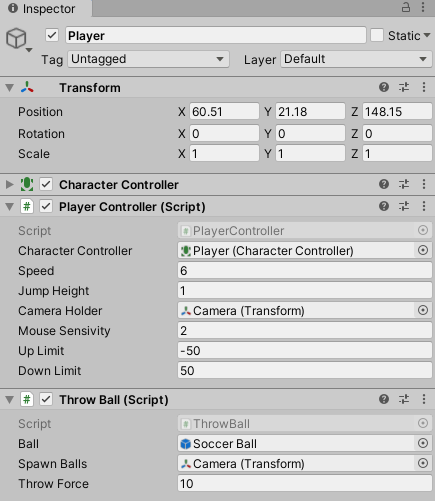 Inspector
Player Static
Tag Untagged Layer Default
Transform
Position X 60.51 Y 21.18 Z 148.15
Rotation X 0 Y 0 Z 0
Scale X 1 Y 1 Z 1
Character Controller
# Player Controller (Script)
Script # PlayerController
Character Controller Player (Character Controller)
Speed 6
Jump Height 1
Camera Holder Camera (Transform)
Mouse Sensivity 2
Up Limit -50
Down Limit 50
# Throw Ball (Script)
Script # ThrowBall
Ball Soccer Ball
Spawn Balls Camera (Transform)
Throw Force 10